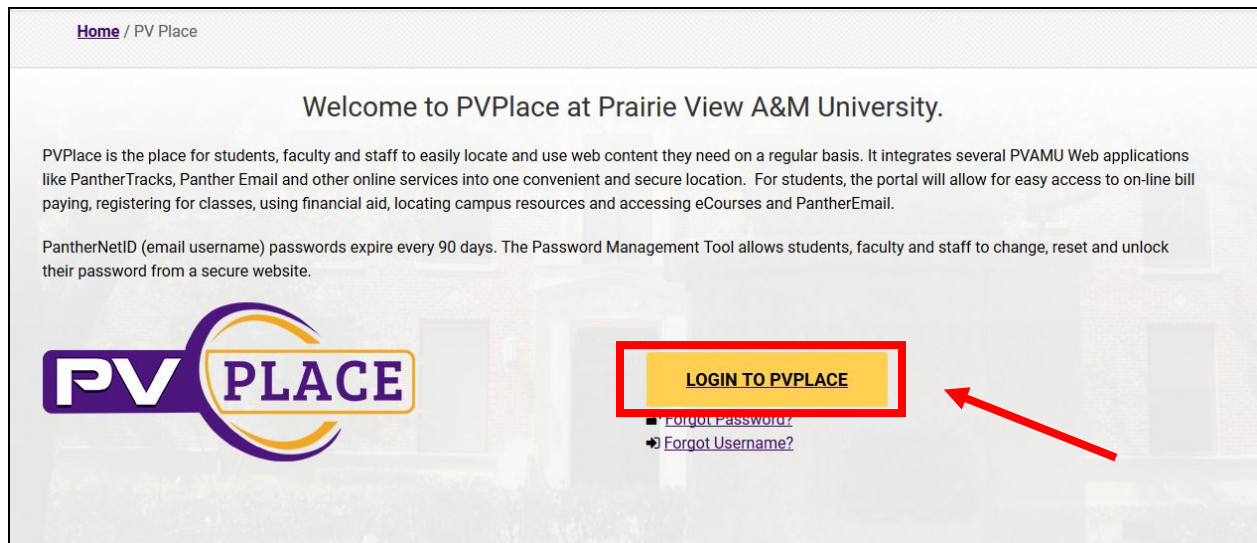 Home / PV Place
Welcome to PVPlace at Prairie View A&M University.
PVPlace is the place for students, faculty and staff to easily locate and use web content they need on a regular basis. It integrates several PVAMU Web applications
like PantherTracks, Panther Email and other online services into one convenient and secure location.  For students, the portal will allow for easy access to on-line bill
paying, registering for classes, using financial aid, locating campus resources and accessing eCourses and PantherEmail.
PantherNetID (email username) passwords expire every 90 days. The Password Management Tool allows students, faculty and staff to change, reset and unlock
their password from a secure website.
PV PLACE
LOGIN TO PVPLACE
Forgot Password?
Forgot Username?